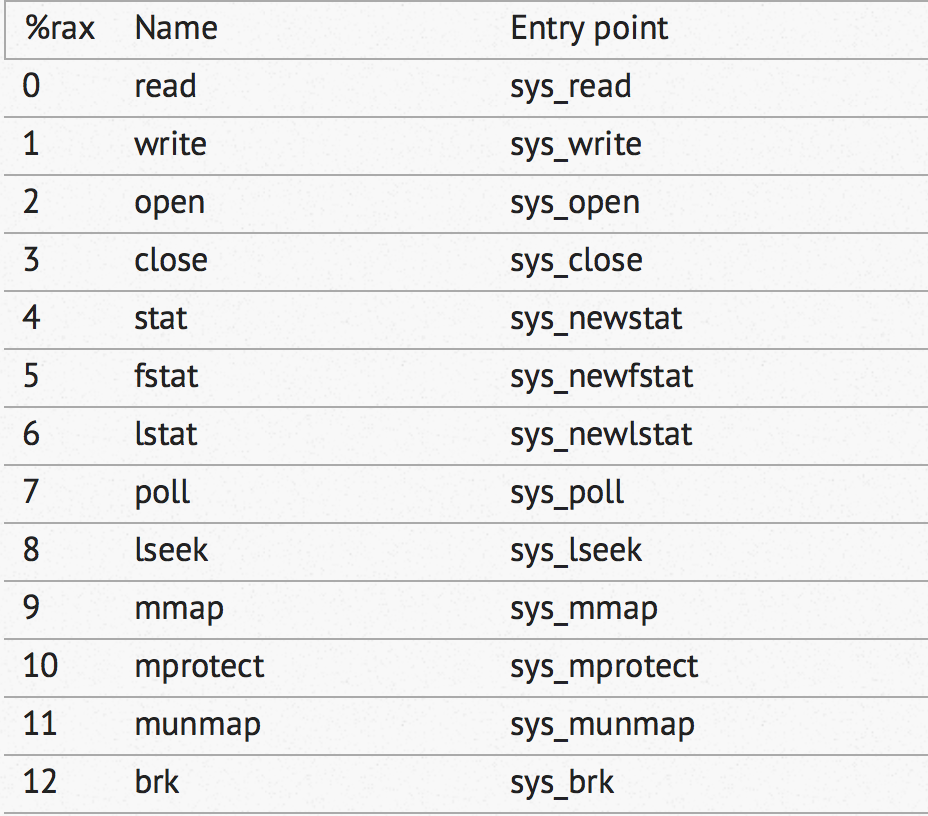 %rax Name Entry point
0 read sys_read
1 write sys_write
2 open sys_open
3 close sys_close
4 stat sys_newstat
5 fstat sys_newfstat
6 lstat sys_newlstat
7 poll sys_poll
8 lseek sys_lseek
9 mmap sys_mmap
10 mprotect sys_mprotect
11 munmap sys_munmap
12 brk sys_brk